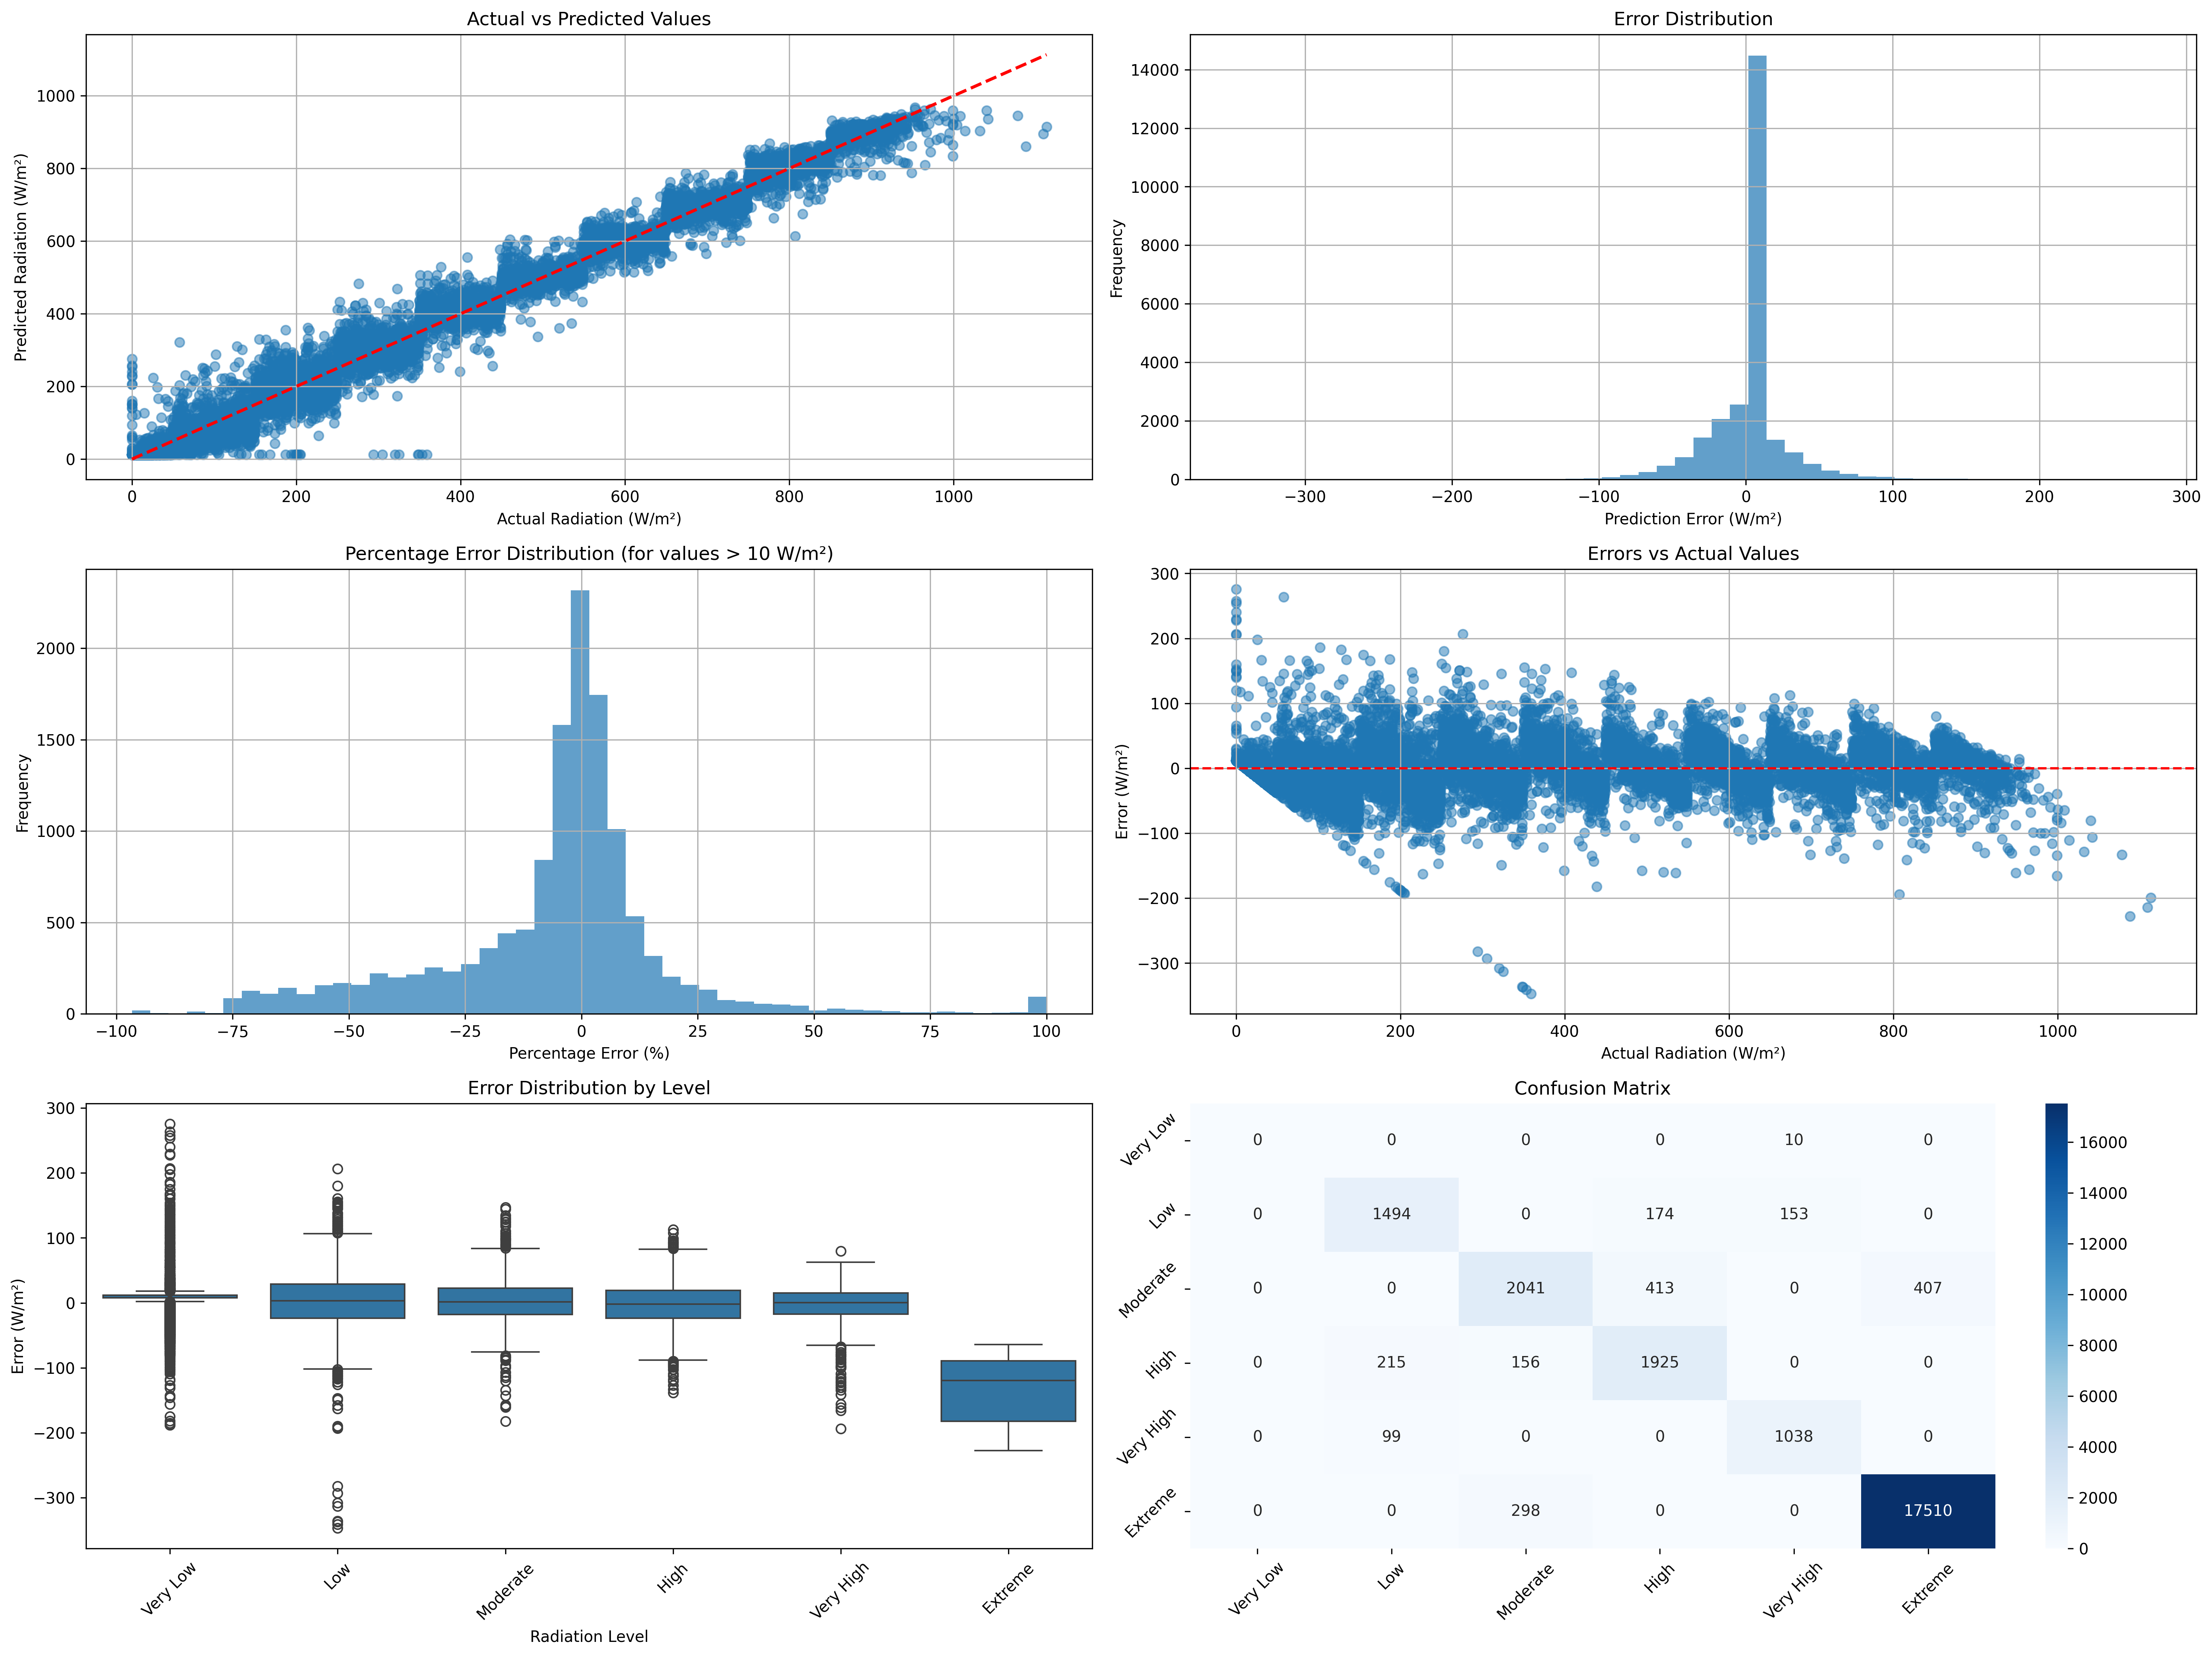 Actual vs Predicted Values
1000
800
600
400
200
0
Predicted Radiation (W/m²)
0 200 400 600 800 1000
Actual Radiation (W/m²)
Error Distribution
14000
12000
10000
8000
6000
4000
2000
0
Frequency
−300 −200 −100 0 100 200 300
Prediction Error (W/m²)
Percentage Error Distribution (for values > 10 W/m²)
2000
1500
1000
500
0
Frequency
−100 −75 −50 −25 0 25 50 75 100
Percentage Error (%)
Errors vs Actual Values
300
200
100
0
−100
−200
−300
Error (W/m²)
0 200 400 600 800 1000
Actual Radiation (W/m²)
Error Distribution by Level
300
200
100
0
−100
−200
−300
Error (W/m²)
Very Low Low Moderate High Very High Extreme
Radiation Level
Confusion Matrix
Very Low 0 0 0 0 10 0
Low 0 1494 0 174 153 0
Moderate 0 0 2041 413 0 407
High 0 215 156 1925 0 0
Very High 0 99 0 0 1038 0
Extreme 0 0 298 0 0 17510
Very Low Low Moderate High Very High Extreme
16000
14000
12000
10000
8000
6000
4000
2000
0